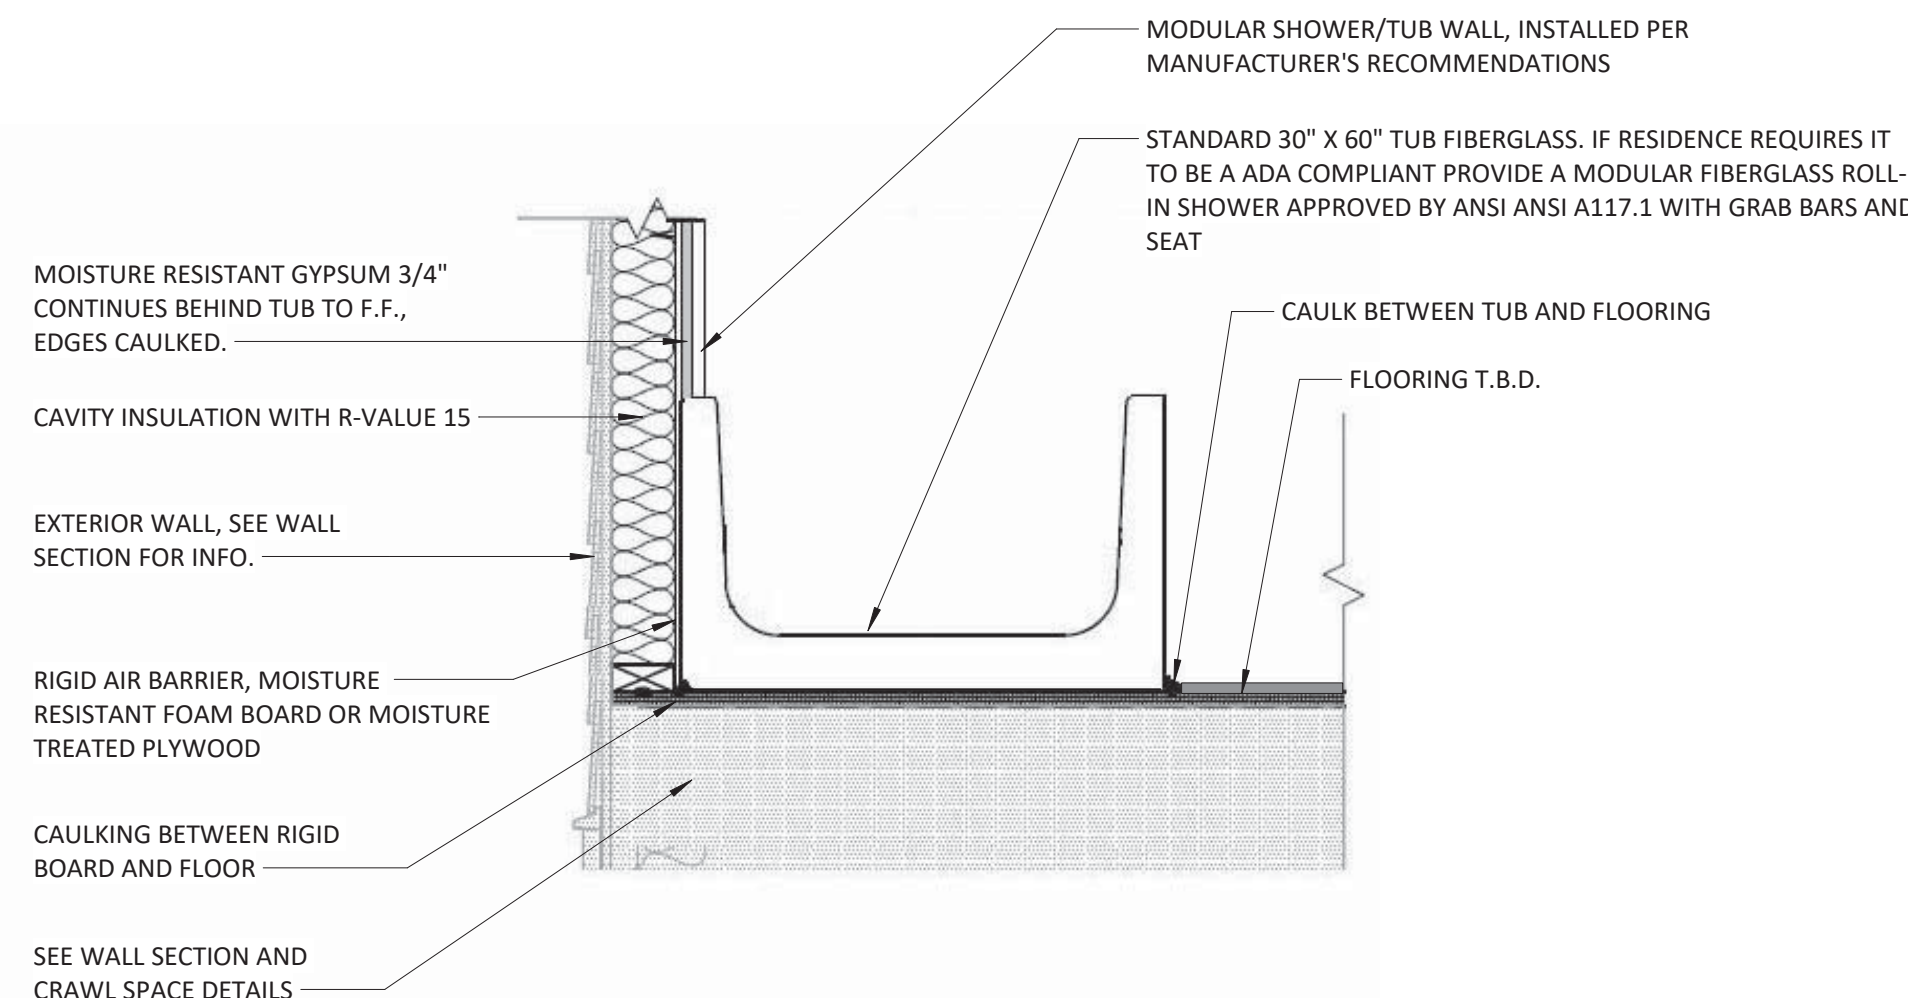 MODULAR SHOWER/TUB WALL, INSTALLED PER
MANUFACTURER'S RECOMMENDATIONS
STANDARD 30" X 60" TUB FIBERGLASS. IF RESIDENCE REQUIRES IT
TO BE A ADA COMPLIANT PROVIDE A MODULAR FIBERGLASS ROLL-
IN SHOWER APPROVED BY ANSI ANSI A117.1 WITH GRAB BARS AND
SEAT
MOISTURE RESISTANT GYPSUM 3/4"
CONTINUES BEHIND TUB TO F.F.,
EDGES CAULKED.
CAULK BETWEEN TUB AND FLOORING
FLOORING T.B.D.
CAVITY INSULATION WITH R-VALUE 15
EXTERIOR WALL, SEE WALL
SECTION FOR INFO.
RIGID AIR BARRIER, MOISTURE
RESISTANT FOAM BOARD OR MOISTURE
TREATED PLYWOOD
CAULKING BETWEEN RIGID
BOARD AND FLOOR
SEE WALL SECTION AND
CRAWL SPACE DETAILS